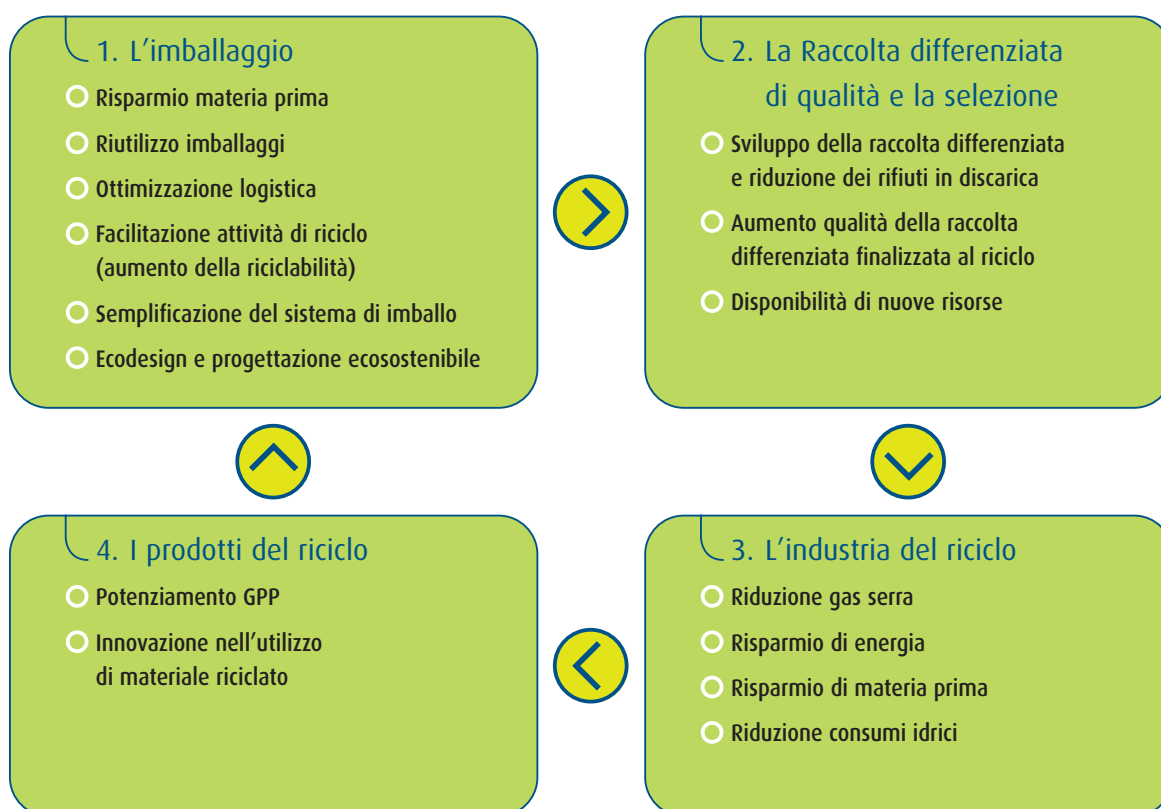 1. L'imballaggio
Risparmio materia prima
Riutilizzo imballaggi
Ottimizzazione logistica
Facilitazione attività di riciclo
(aumento della riciclabilità)
Semplificazione del sistema di imballo
Ecodesign e progettazione ecosostenibile
2. La Raccolta differenziata
di qualità e la selezione
Sviluppo della raccolta differenziata
e riduzione dei rifiuti in discarica
Aumento qualità della raccolta
differenziata finalizzata al riciclo
Disponibilità di nuove risorse
3. L'industria del riciclo
Riduzione gas serra
Risparmio di energia
Risparmio di materia prima
Riduzione consumi idrici
4. I prodotti del riciclo
Potenziamento GPP
Innovazione nell'utilizzo
di materiale riciclato